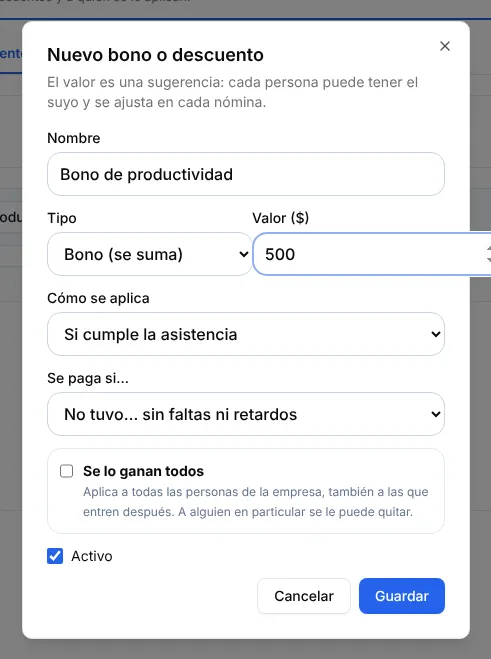 Nuevo bono o descuento
El valor es una sugerencia: cada persona puede tener el
suyo y se ajusta en cada nómina.
Nombre
Bono de productividad
Tipo
Valor ($)
Bono (se suma)
500
Cómo se aplica
Si cumple la asistencia
Se paga si...
No tuvo... sin faltas ni retardos
Se lo ganan todos
Aplica a todas las personas de la empresa, también a las que
entren después. A alguien en particular se le puede quitar.
Activo
Cancelar
Guardar